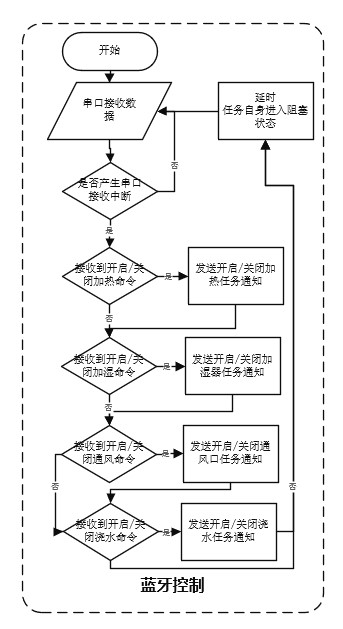 开始
串口接收数
据
延时
任务自身进入阻塞
状态
否
是否产生串口
接收中断
是
接收到开启/关
闭加热命令
是
发送开启/关闭加
热任务通知
否
接收到开启/关
闭加湿命令
是
发送开启/关闭加
湿器任务通知
否
接收到开启/关
闭通风命令
是
发送开启/关闭通
风口任务通知
否
否
接收到开启/关
闭浇水命令
是
发送开启/关闭浇
水任务通知
蓝牙控制